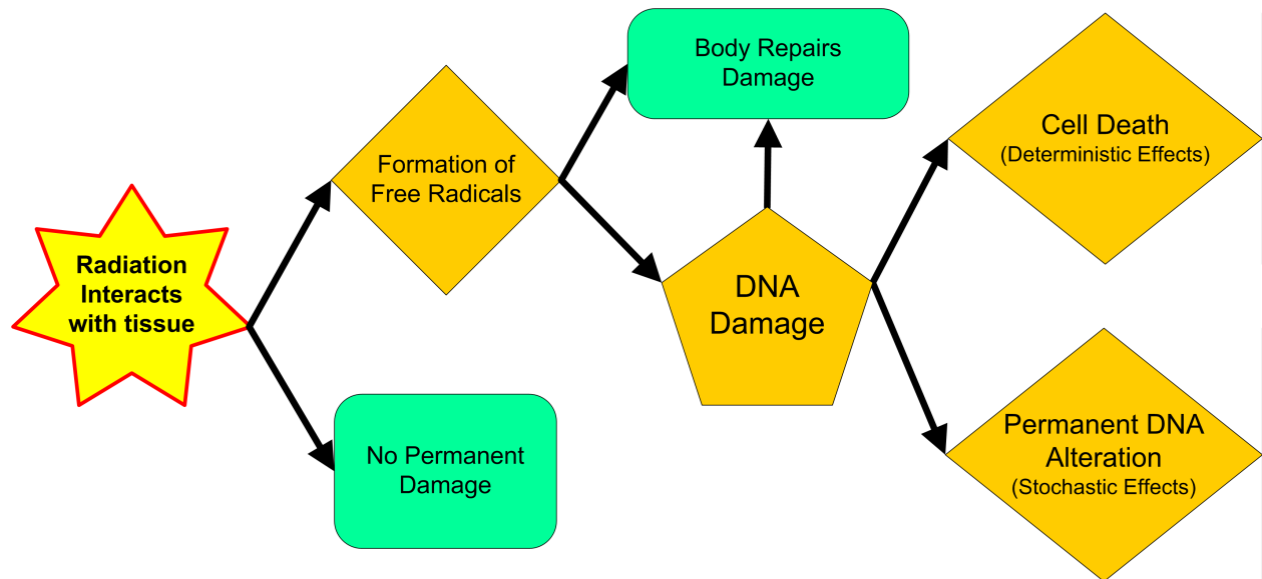 Radiation
Interacts
with tissue
Formation of
Free Radicals
No Permanent
Damage
Body Repairs
Damage
DNA
Damage
Cell Death
(Deterministic Effects)
Permanent DNA
Alteration
(Stochastic Effects)